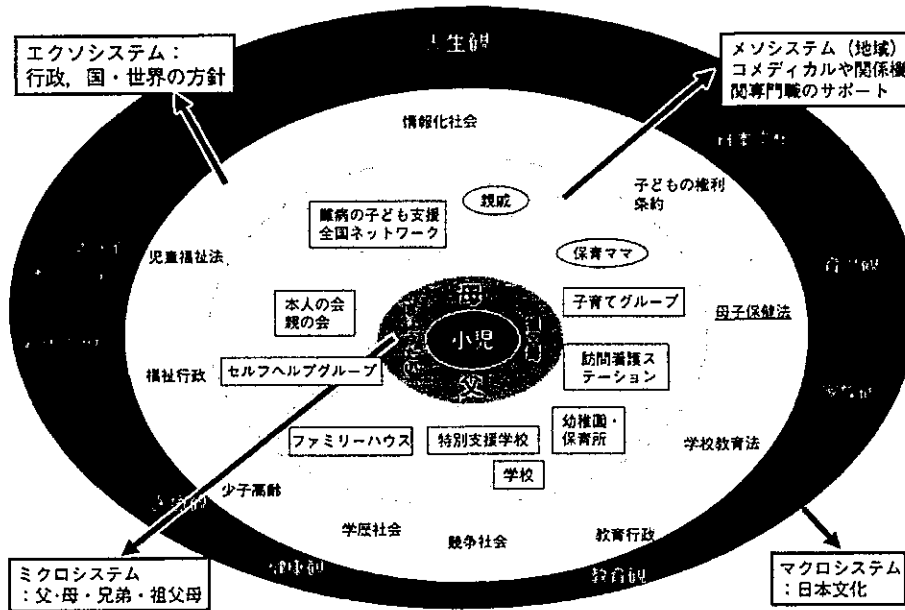 エクソシステム：
行政，国・世界の方針
メソシステム（地域）
コメディカルや関係機
関専門職のサポート
人生観
情報化社会
子どもの権利
条約
親戚
難病の子ども支援
全国ネットワーク
保育ママ
児童福祉法
育児観
本人の会
親の会
母
子育てグループ
母子保健法
小児
訪問看護ス
テーション
福祉行政
セルフヘルプグループ
父
幼稚園・
保育所
ファミリーハウス
特別支援学校
学校教育法
学校
少子高齢
学歴社会
競争社会
教育行政
健康観
教育観
ミクロシステム
：父・母・兄弟・祖父母
マクロシステム
：日本文化